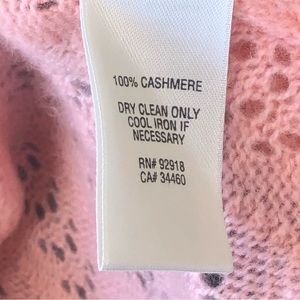 100% CASHMERE
DRY CLEAN ONLY
COOL IRON IF
NECESSARY
RN# 92918
CA# 34460